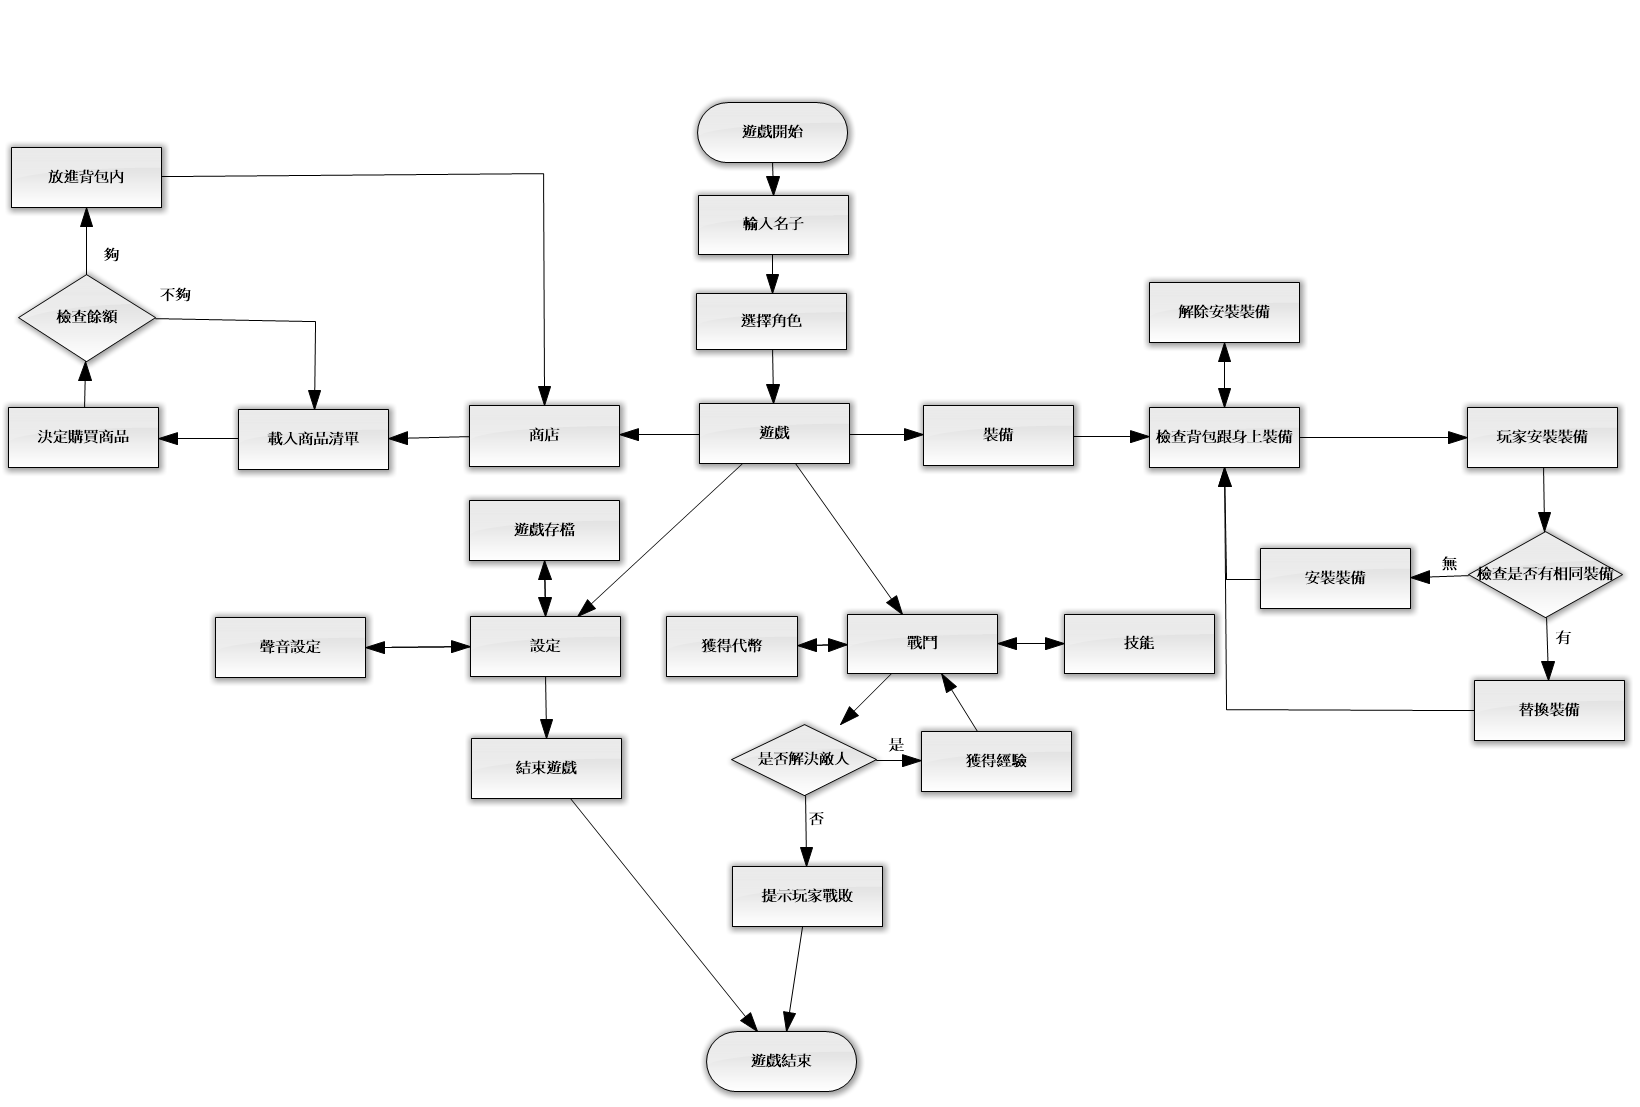 遊戲開始
放進背包內
輸入名子
夠
不夠
檢查餘額
選擇角色
解除安裝裝備
決定購買商品
載入商品清單
商店
遊戲
裝備
檢查背包跟身上裝備
玩家安裝裝備
遊戲存檔
無
安裝裝備
檢查是否有相同裝備
聲音設定
設定
獲得代幣
戰鬥
技能
有
替換裝備
結束遊戲
是否解決敵人
是
獲得經驗
否
提示玩家戰敗
遊戲結束